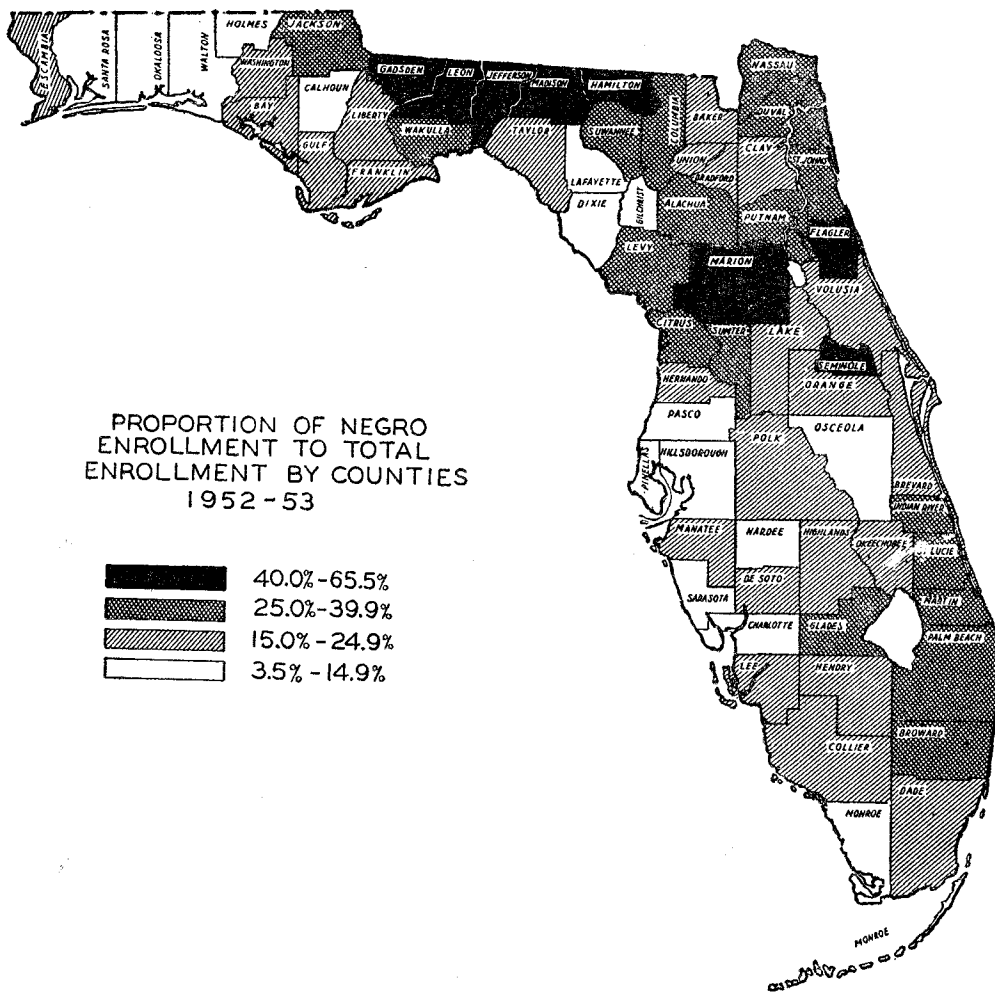 ESCAMBIA
SANTA ROSA
OKALOOSA
WALTON
HOLMES
JACKSON
WASHINGTON
BAY
CALHOUN
GULF
LIBERTY
FRANKLIN
GADSDEN
LEON
WAKULLA
JEFFERSON
MADISON
TAYLOR
HAMILTON
SUWANNEE
LAFAYETTE
DIXIE
GILCHRIST
COLUMBIA
BAKER
NASSAU
DUVAL
UNION
BRADFORD
CLAY
ST. JOHNS
ALACHUA
PUTNAM
FLAGLER
LEVY
MARION
VOLUSIA
CITRUS
SUMTER
LAKE
SEMINOLE
ORANGE
HERNANDO
PASCO
OSCEOLA
POLK
PINELLAS
HILLSBOROUGH
BREVARD
INDIAN RIVER
MANATEE
HARDEE
HIGHLANDS
OKEECHOBEE
LUCIE
DE SOTO
SARASOTA
MARTIN
CHARLOTTE
GLADES
PALM BEACH
LEE
HENDRY
BROWARD
COLLIER
DADE
MONROE
MONROE
PROPORTION OF NEGRO
ENROLLMENT TO TOTAL
ENROLLMENT BY COUNTIES
1952-53
40.0%-65.5%
25.0%-39.9%
15.0%-24.9%
3.5%-14.9%